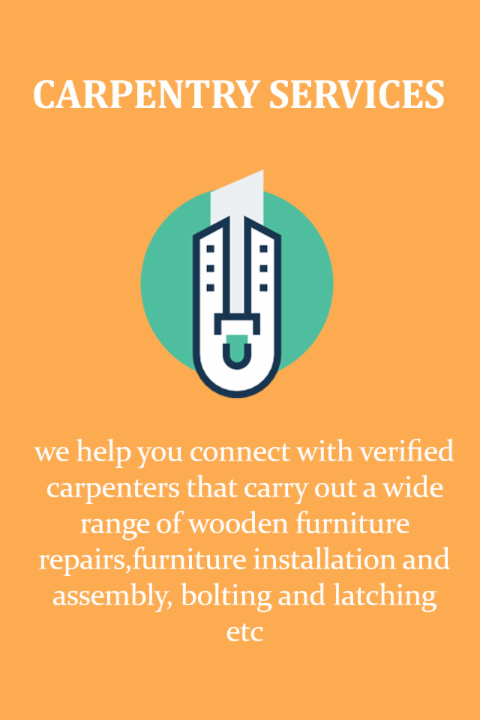 CARPENTRY SERVICES
we help you connect with verified
carpenters that carry out a wide
range of wooden furniture
repairs,furniture installation and
assembly, bolting and latching
etc